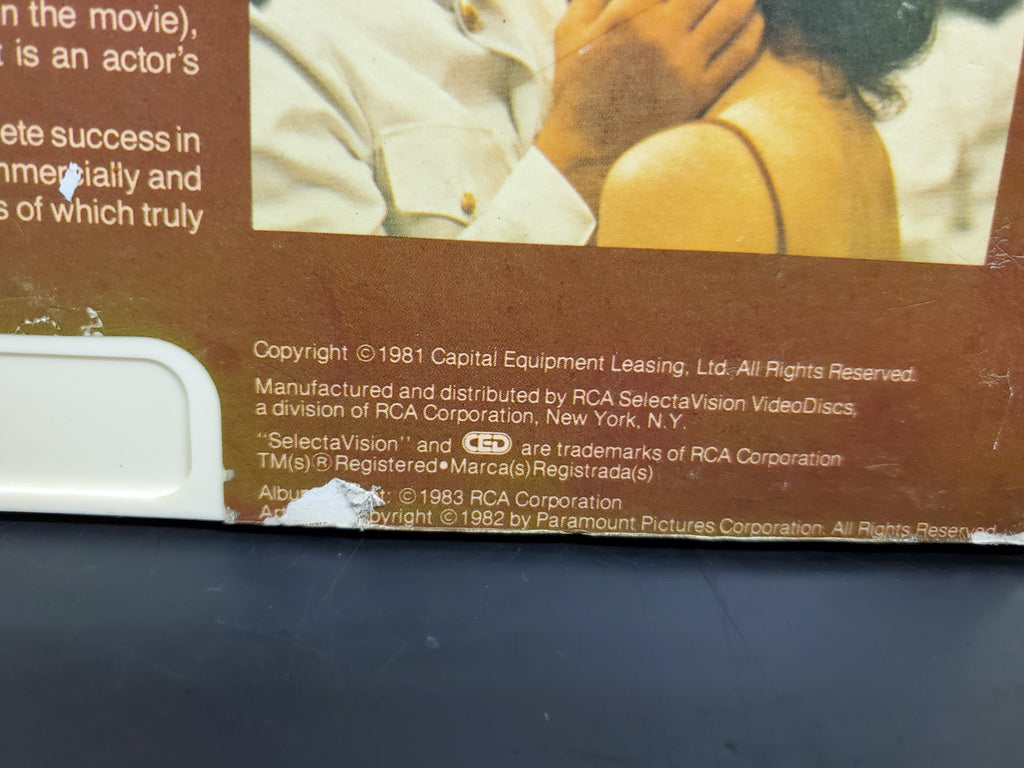 n the movie),
is an actor's
ete success in
mmercially and
s of which truly
Copyright ©1981 Capital Equipment Leasing, Ltd. All Rights Reserved.
Manufactured and distributed by RCA SelectaVision VideoDiscs,
a division of RCA Corporation, New York, N.Y.
"SelectaVision" and CED are trademarks of RCA Corporation
TM(s)®Registered•Marca(s)Registrada(s)
©1983 RCA Corporation
©1982 by Paramount Pictures Corporation. All Rights Reserved.